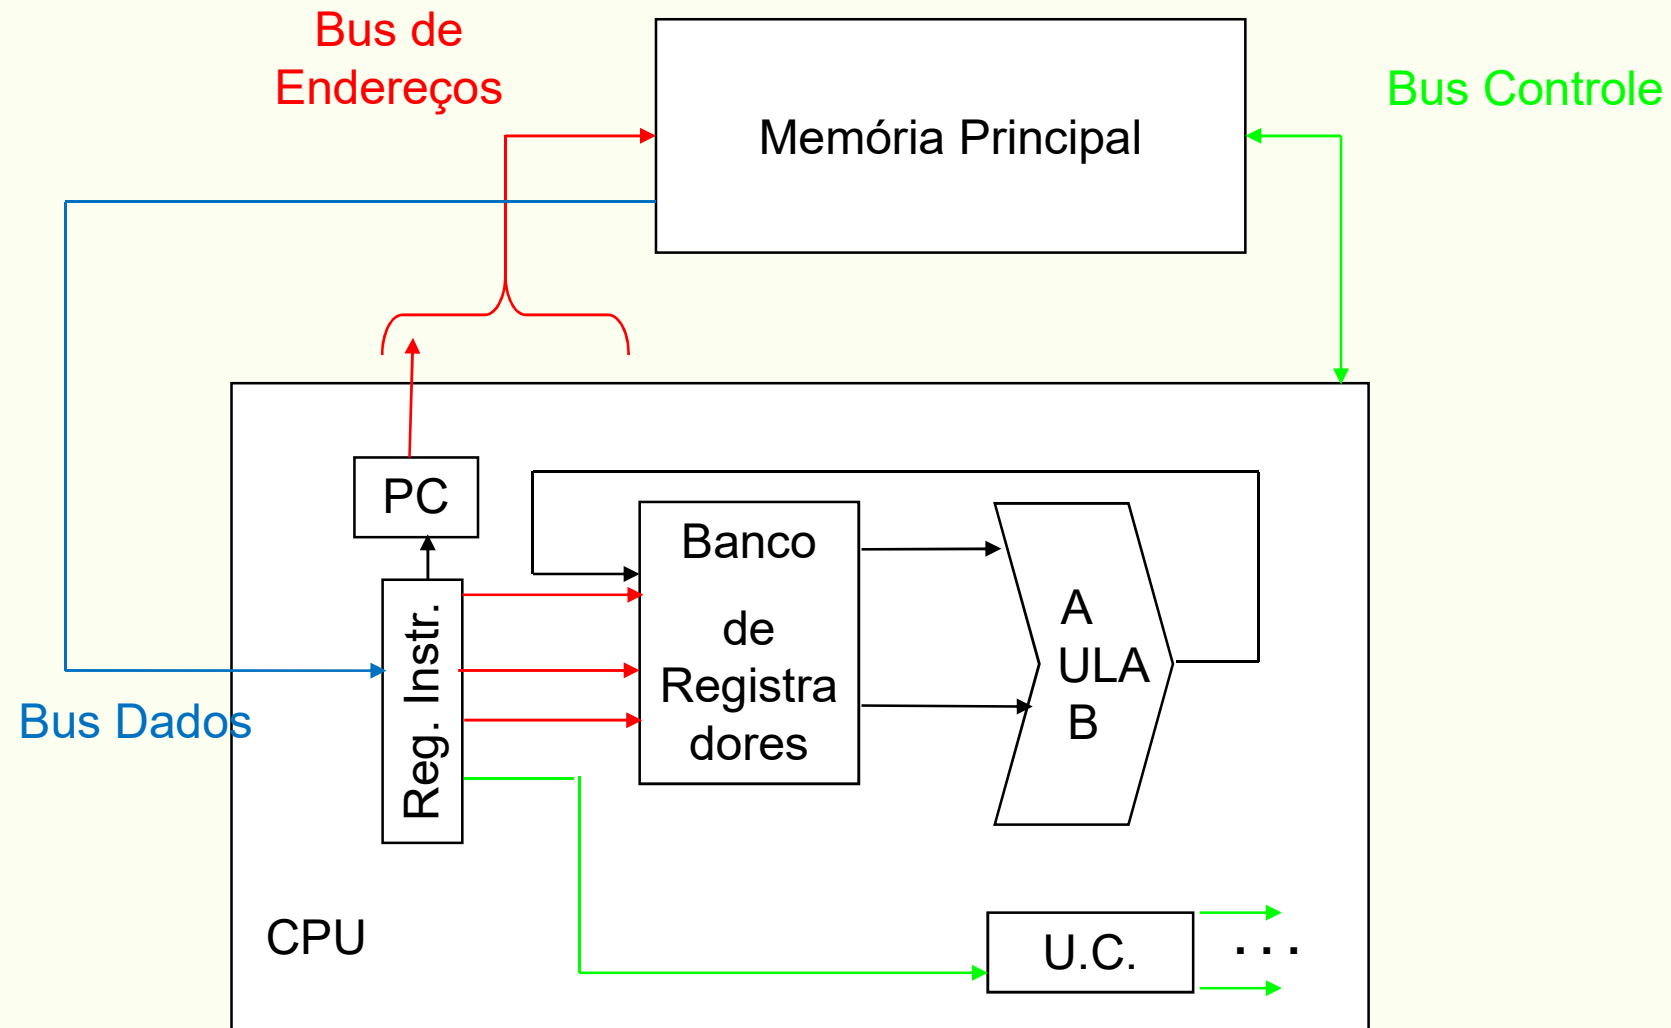 Bus de
Endereços
Memória Principal
Bus Controle
PC
Reg. Instr.
Banco
de
Registra
dores
A
ULA
B
Bus Dados
CPU
U.C.
. . .